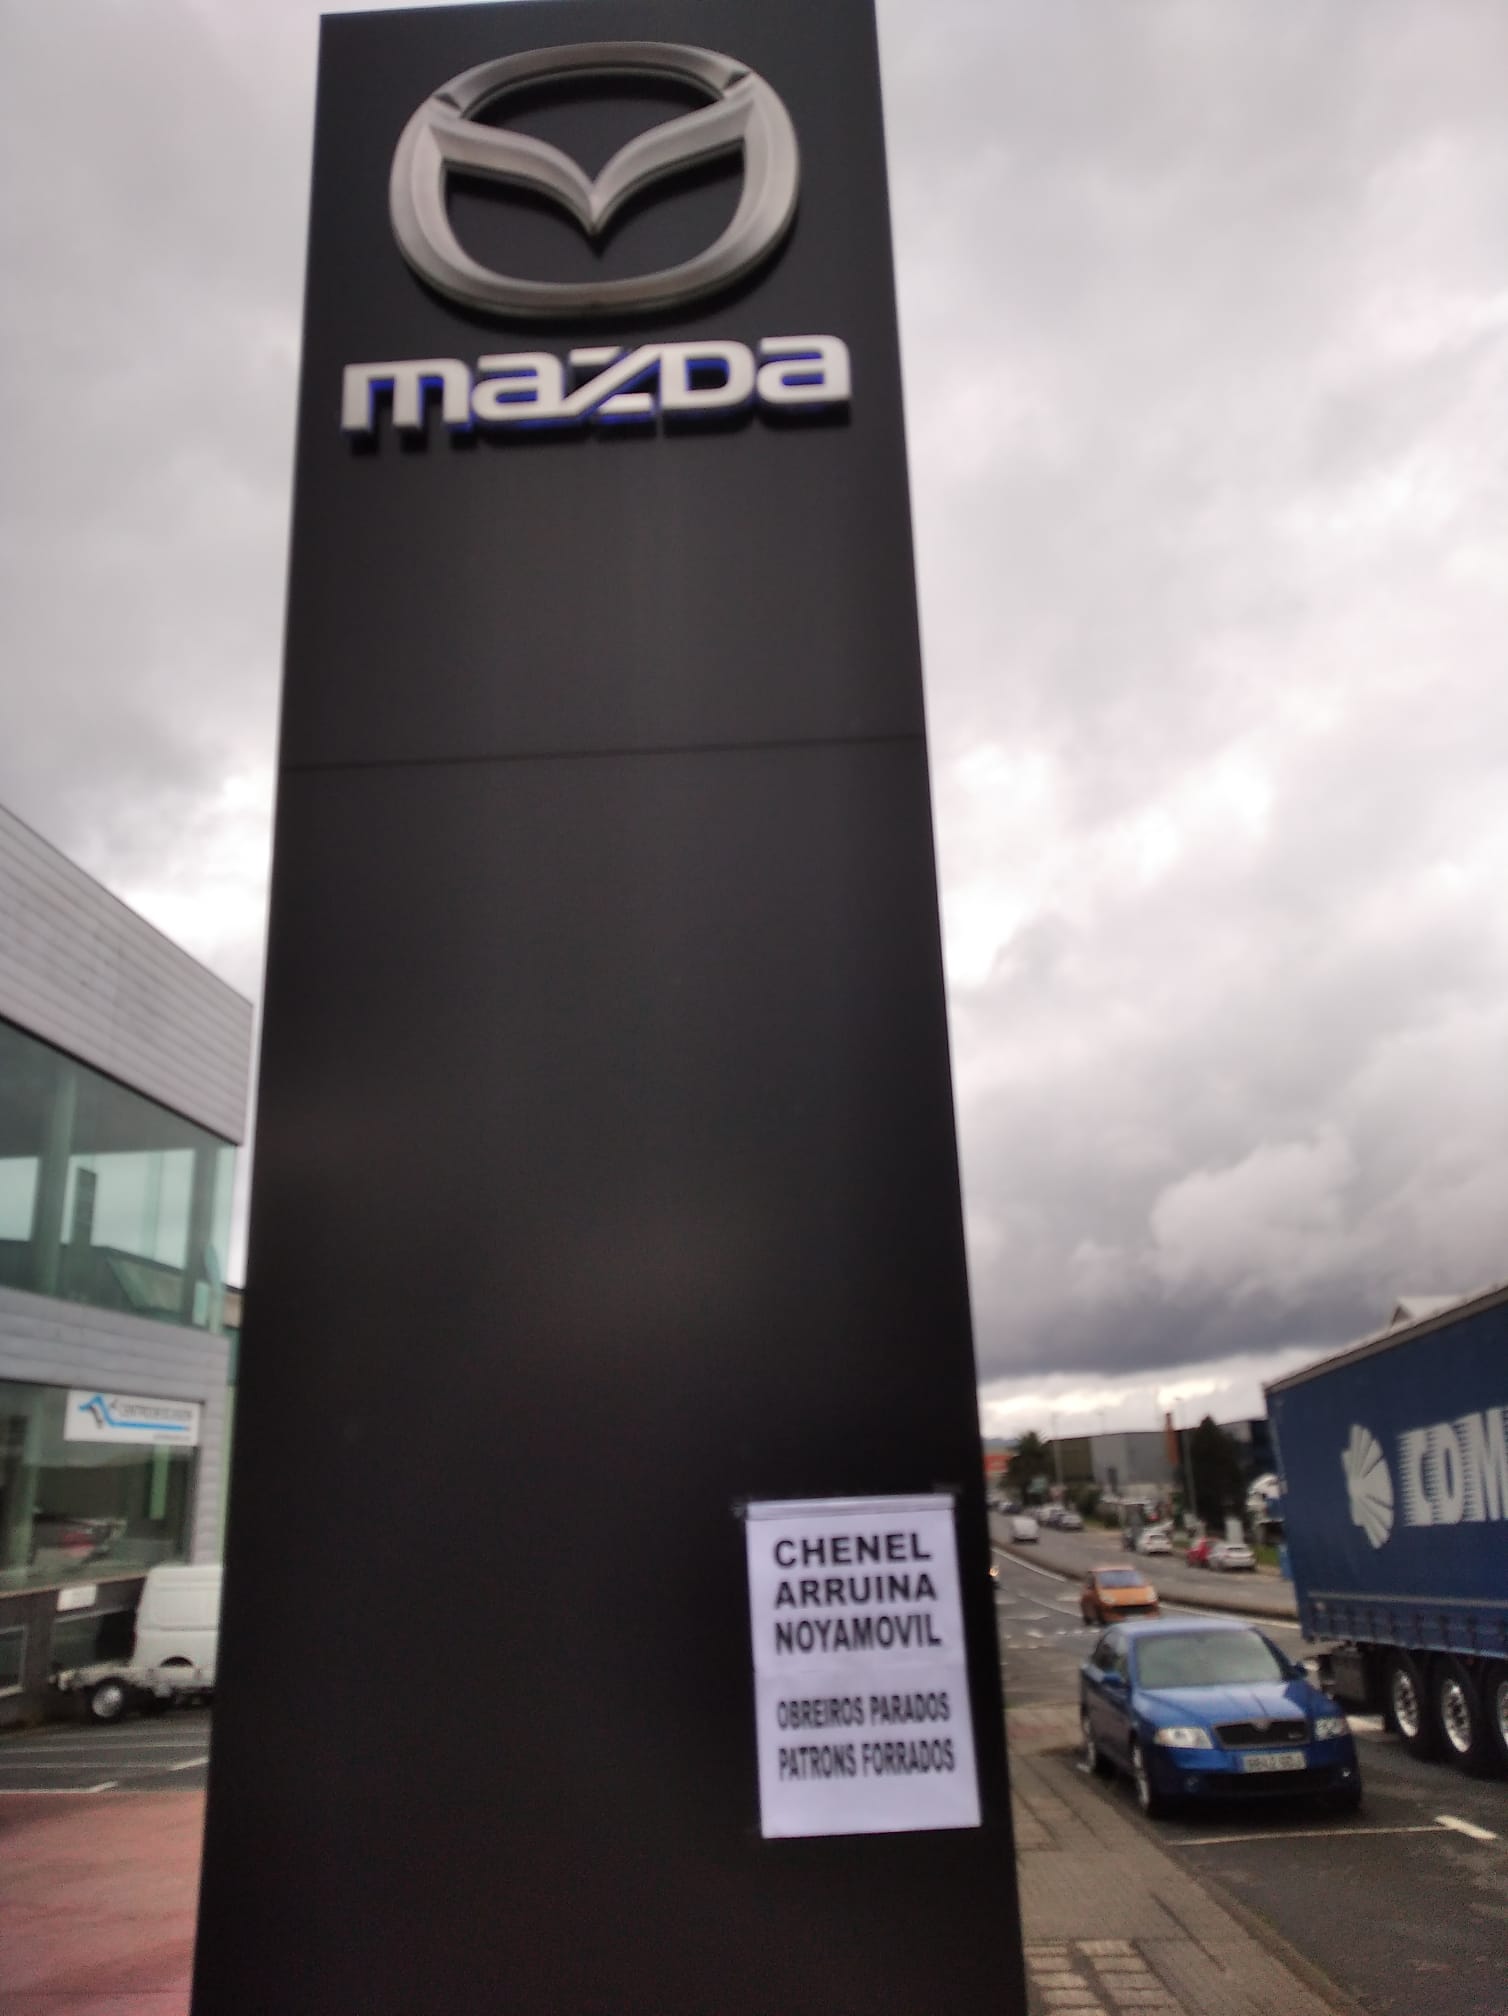 mazda
CHENEL
ARRUINA
NOYAMOVIL
OBREIROS PARADOS
PATRONS FORRADOS